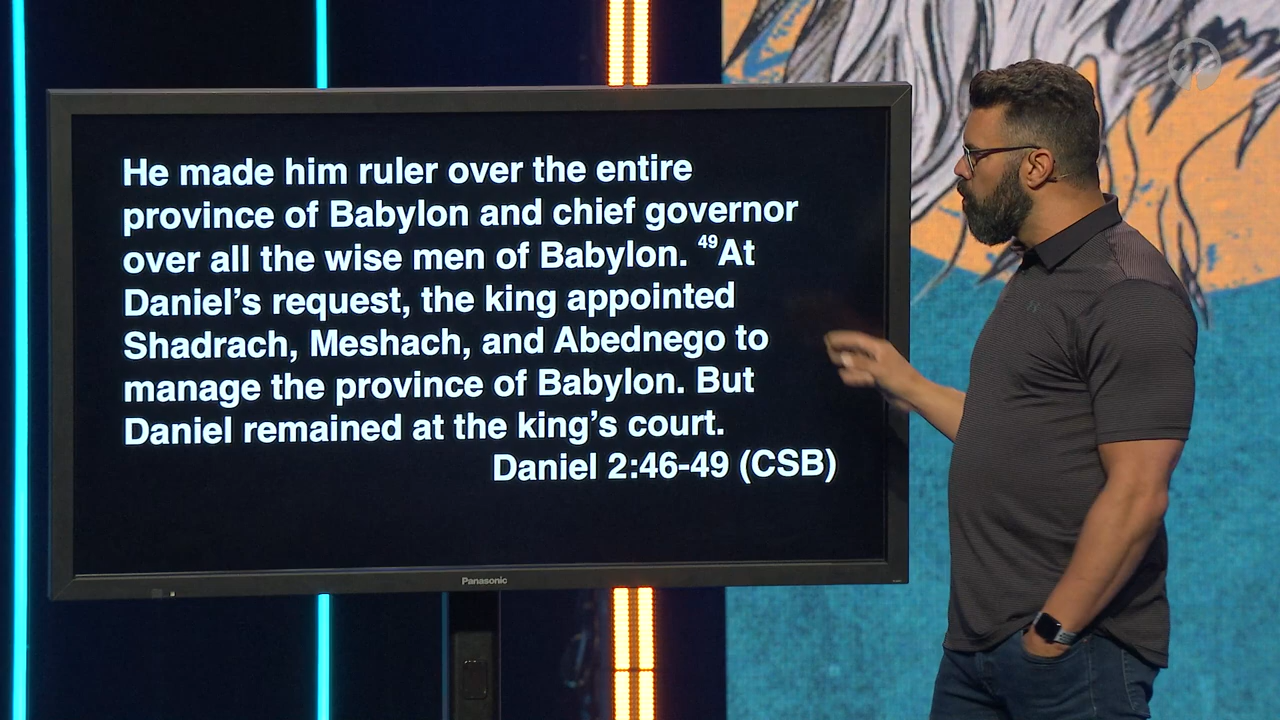 He made him ruler over the entire
province of Babylon and chief governor
over all the wise men of Babylon. ⁴⁹At
Daniel’s request, the king appointed
Shadrach, Meshach, and Abednego to
manage the province of Babylon. But
Daniel remained at the king’s court.
Daniel 2:46-49 (CSB)
Panasonic